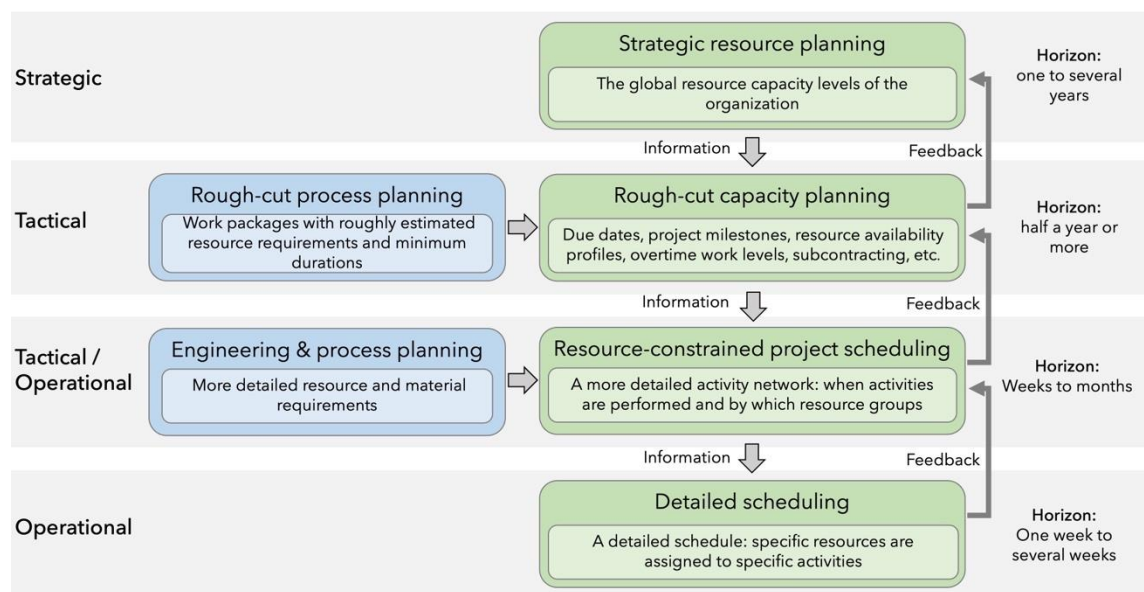 Strategic
Strategic resource planning
The global resource capacity levels of the
organization
Horizon:
one to several
years
Information
Feedback
Tactical
Rough-cut process planning
Work packages with roughly estimated
resource requirements and minimum
durations
Rough-cut capacity planning
Due dates, project milestones, resource availability
profiles, overtime work levels, subcontracting, etc.
Horizon:
half a year or
more
Information
Feedback
Tactical /
Operational
Engineering & process planning
More detailed resource and material
requirements
Resource-constrained project scheduling
A more detailed activity network: when activities
are performed and by which resource groups
Horizon:
Weeks to months
Information
Feedback
Operational
Detailed scheduling
A detailed schedule: specific resources are
assigned to specific activities
Horizon:
One week to
several weeks